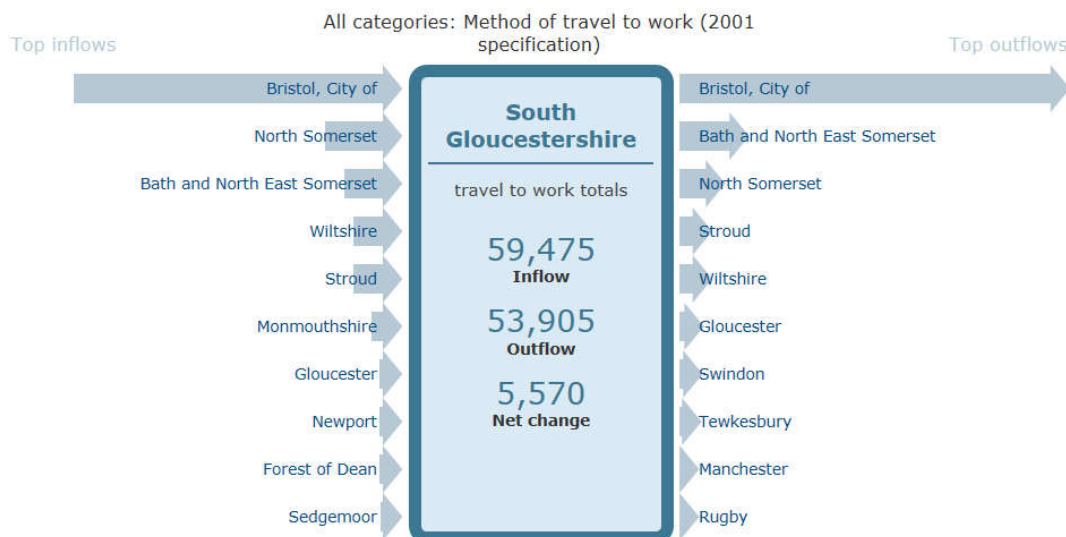 All categories: Method of travel to work (2001
specification)
Top inflows
Top outflows
Bristol, City of
North Somerset
Bath and North East Somerset
Wiltshire
Stroud
Monmouthshire
Gloucester
Newport
Forest of Dean
Sedgemoor
South
Gloucestershire
travel to work totals
59,475
Inflow
53,905
Outflow
5,570
Net change
Bristol, City of
Bath and North East Somerset
North Somerset
Stroud
Wiltshire
Gloucester
Swindon
Tewkesbury
Manchester
Rugby